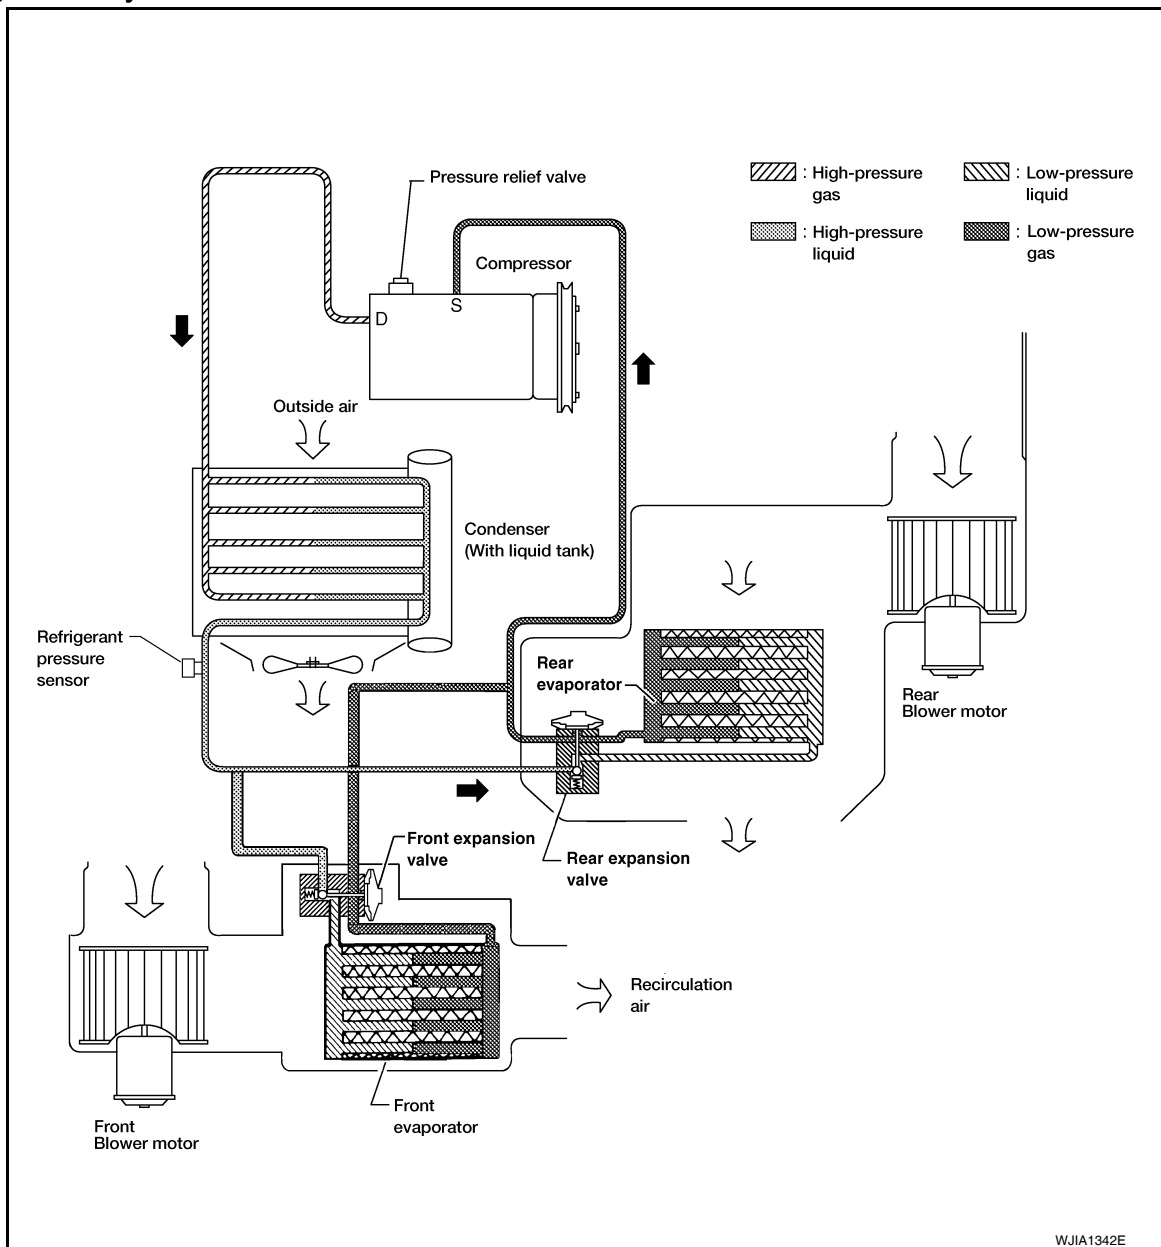 Pressure relief valve
: High-pressure
gas
: Low-pressure
liquid
: High-pressure
liquid
: Low-pressure
gas
Compressor
S
D
Outside air
Condenser
(With liquid tank)
Refrigerant
pressure
sensor
Rear
evaporator
Rear
Blower motor
Front expansion
valve
Rear expansion
valve
Recirculation
air
Front
evaporator
Front
Blower motor
WJIA1342E